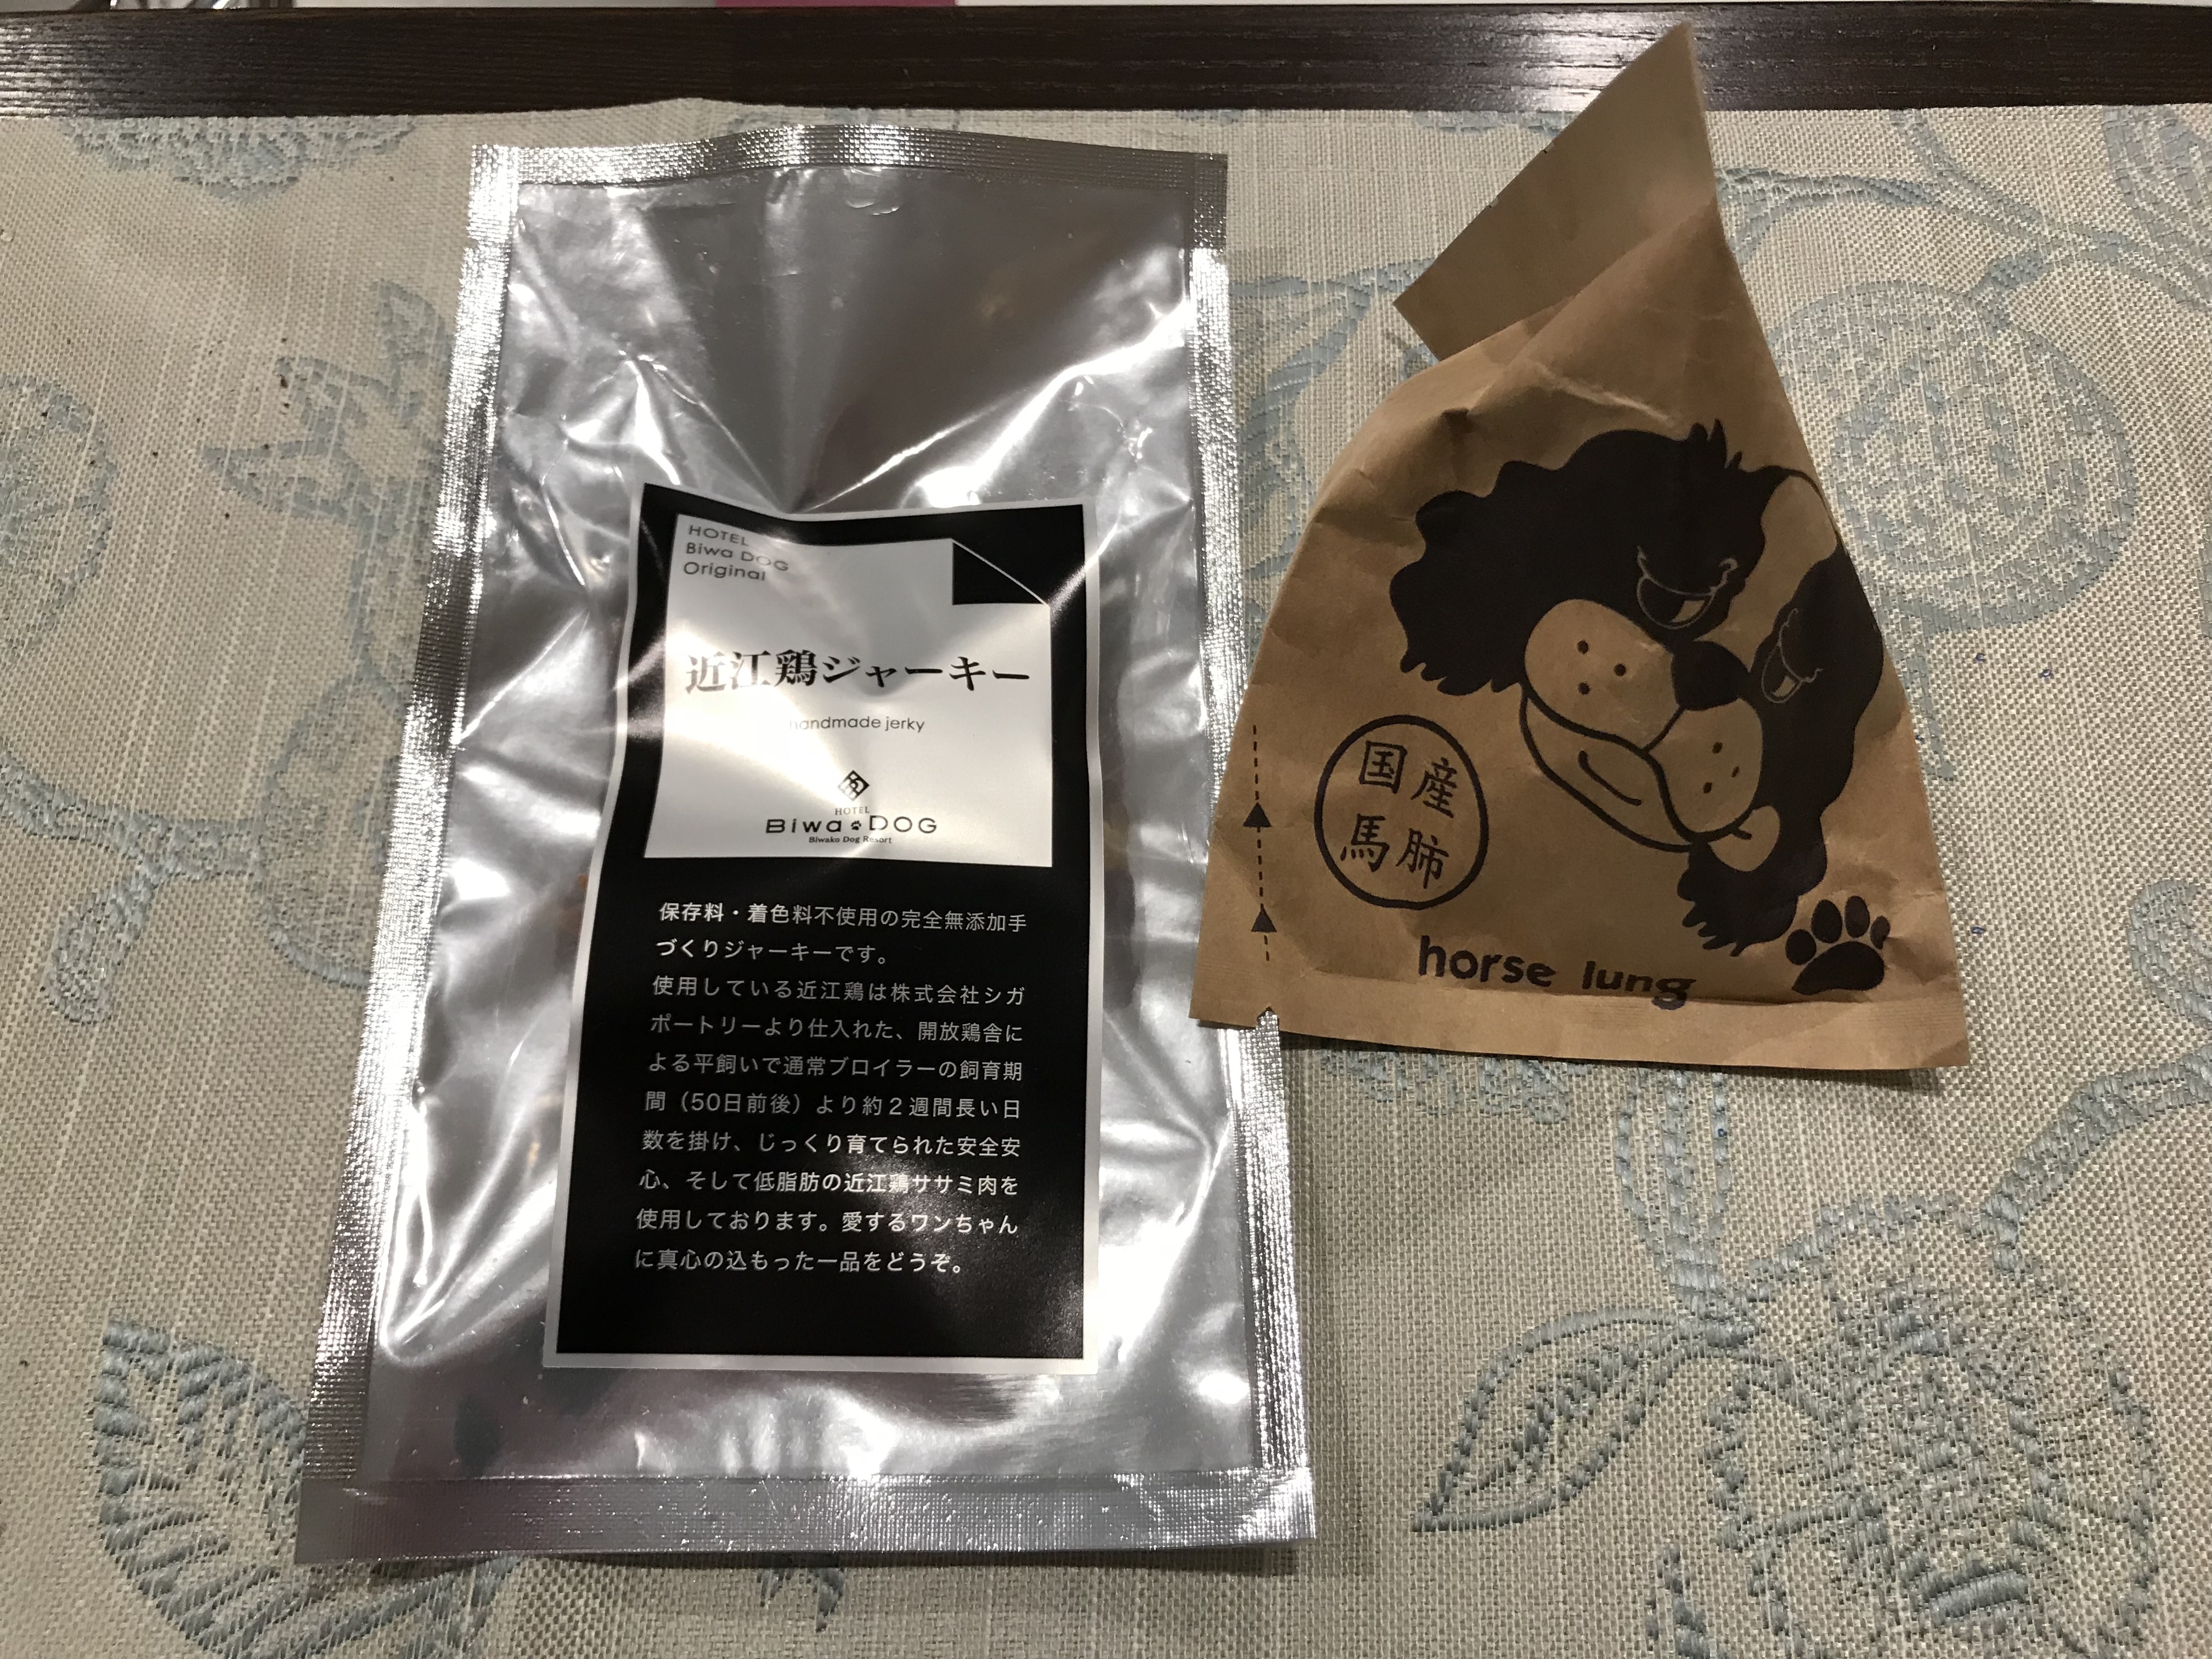 HOTEL
Biwa DOG
Original
近江鶏ジャーキー
handmade jerky
HOTEL
Biwa DOG
Biwako Dog Resort
保存料・着色料不使用の完全無添加手
づくりジャーキーです。
使用している近江鶏は株式会社シガ
ポートリーより仕入れた、開放鶏舎に
よる平飼いで通常ブロイラーの飼育期
間（50日前後）より約２週間長い日
数を掛け、じっくり育てられた安全安
心、そして低脂肪の近江鶏ササミ肉を
使用しております。愛するワンちゃん
に真心の込もった一品をどうぞ。
国産
馬肺
horse lung